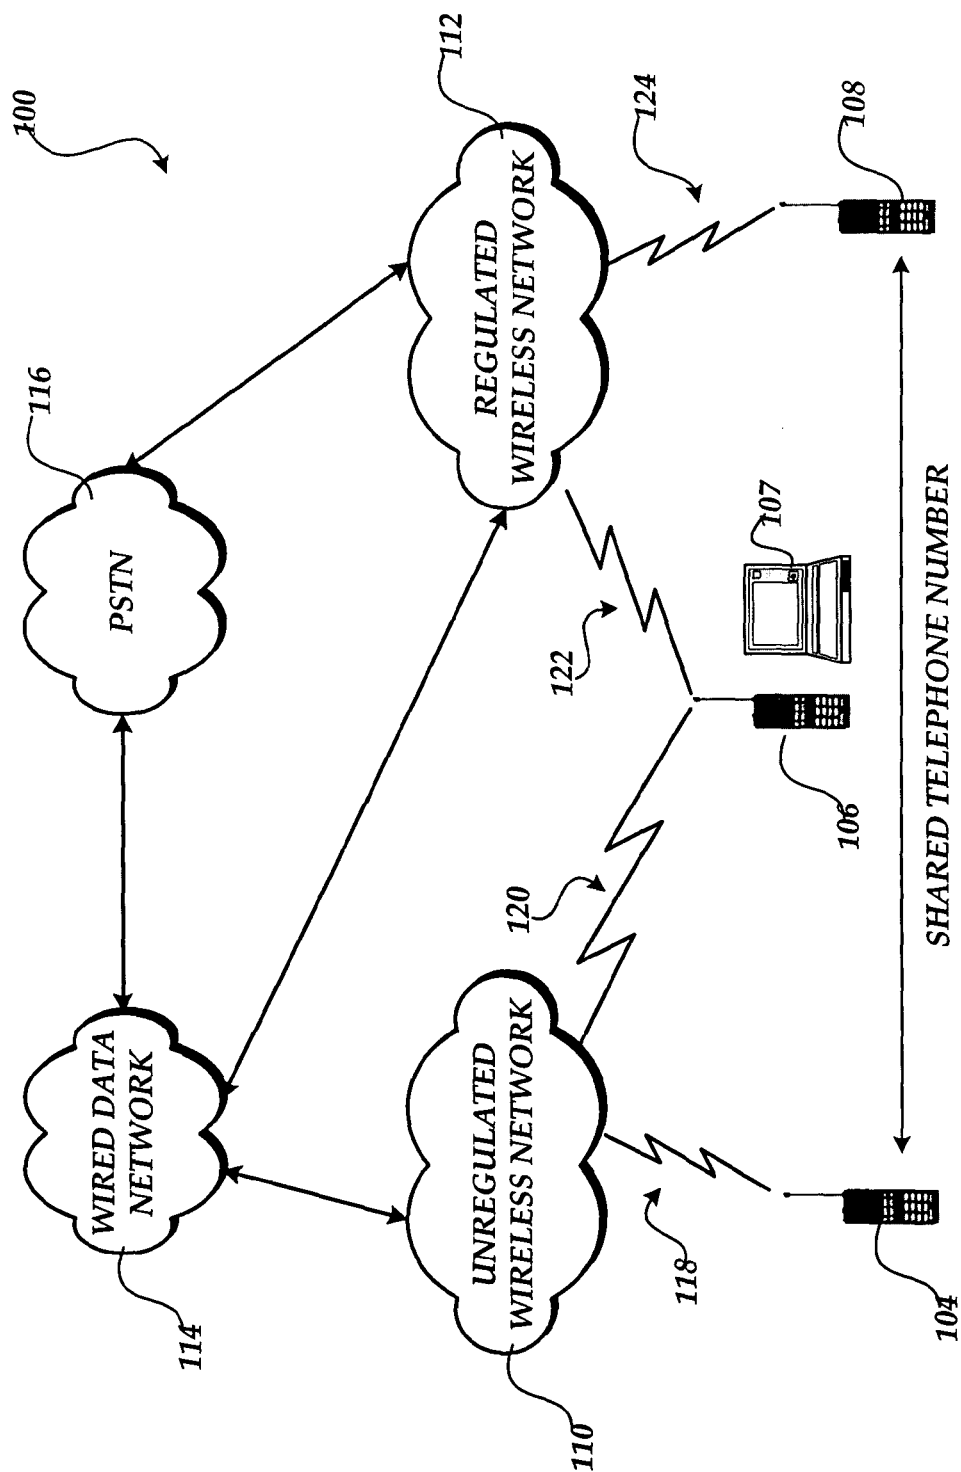 100
114
WIRED DATA
NETWORK
PSTN
116
110
UNREGULATED
WIRELESS NETWORK
REGULATED
WIRELESS NETWORK
112
118
120
122
124
104
106
107
108
SHARED TELEPHONE NUMBER